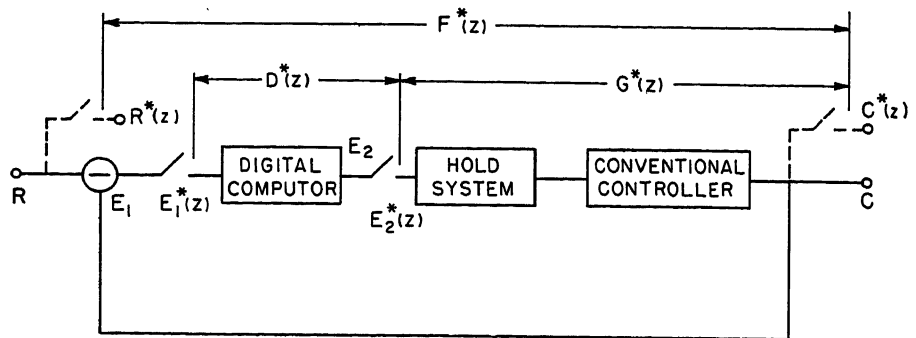 F*(z)
D*(z)
G*(z)
R*(z)
C*(z)
R
E₁
E₁*(z)
DIGITAL
COMPUTOR
E₂
E₂*(z)
HOLD
SYSTEM
CONVENTIONAL
CONTROLLER
C